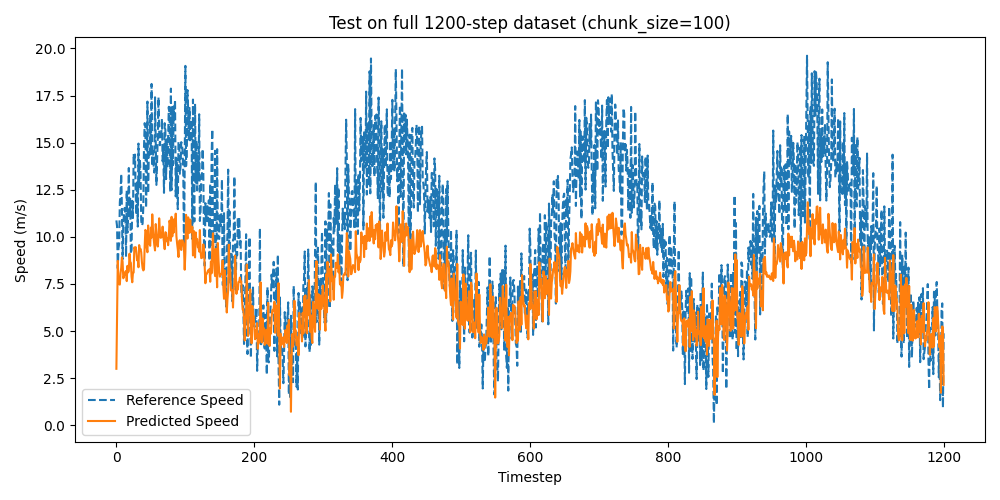 Test on full 1200-step dataset (chunk_size=100)
20.0
17.5
15.0
12.5
10.0
7.5
5.0
2.5
0.0
Speed (m/s)
Reference Speed
Predicted Speed
0 200 400 600 800 1000 1200
Timestep